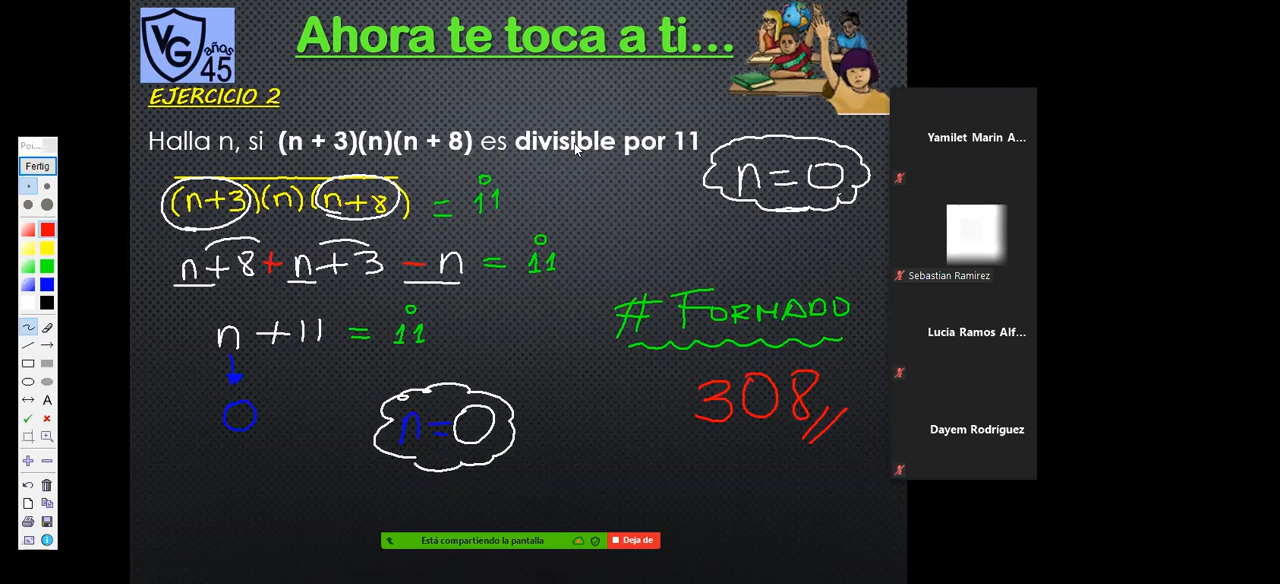 VG
años
45
Ahora te toca a ti...
EJERCICIO 2
Halla n, si (n + 3)(n)(n + 8) es divisible por 11
n = 0
(n+3)(n)(n+8) = 11
n+8 + n+3 - n = 11
n + 11 = 11
0
n = 0
# FORMADO
308
Poi...
Fertig
A
Yamilet Marin A...
Sebastian Ramirez
Lucia Ramos Alf...
Dayem Rodríguez
Está compartiendo la pantalla
Deja de